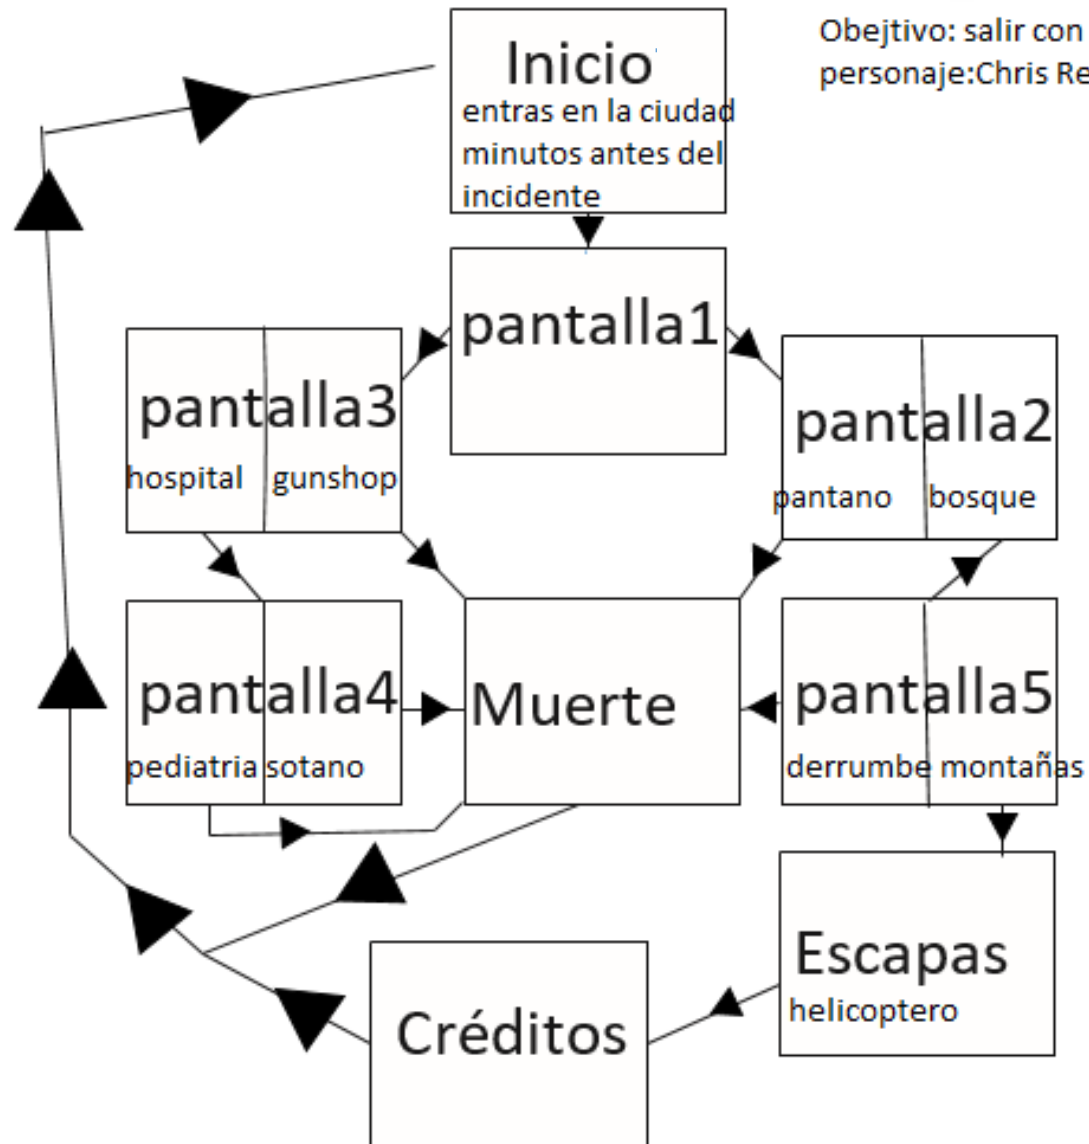 Inicio
entras en la ciudad
minutos antes del
incidente
Obejtivo: salir con
personaje:Chris
pantalla1
pantalla3
hospital gunshop
pantalla2
pantano bosque
pantalla4
pediatria sotano
Muerte
pantalla5
derrumbe montañas
Escapas
helicoptero
Créditos